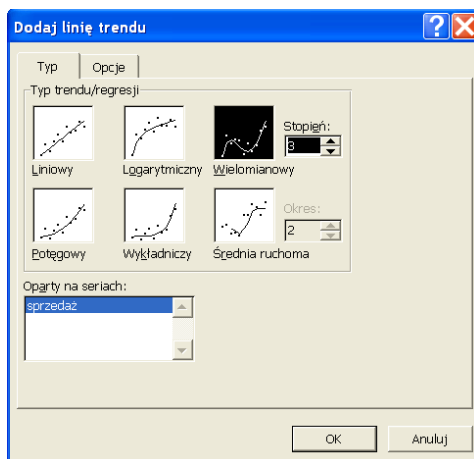 Dodaj linię trendu
Typ
Opcje
Typ trendu/regresji
Liniowy
Logarytmiczny
Wielomianowy
Stopień:
3
Potęgowy
Wykładniczy
Średnia ruchoma
Okres:
2
Oparty na seriach:
sprzedaż
OK
Anuluj